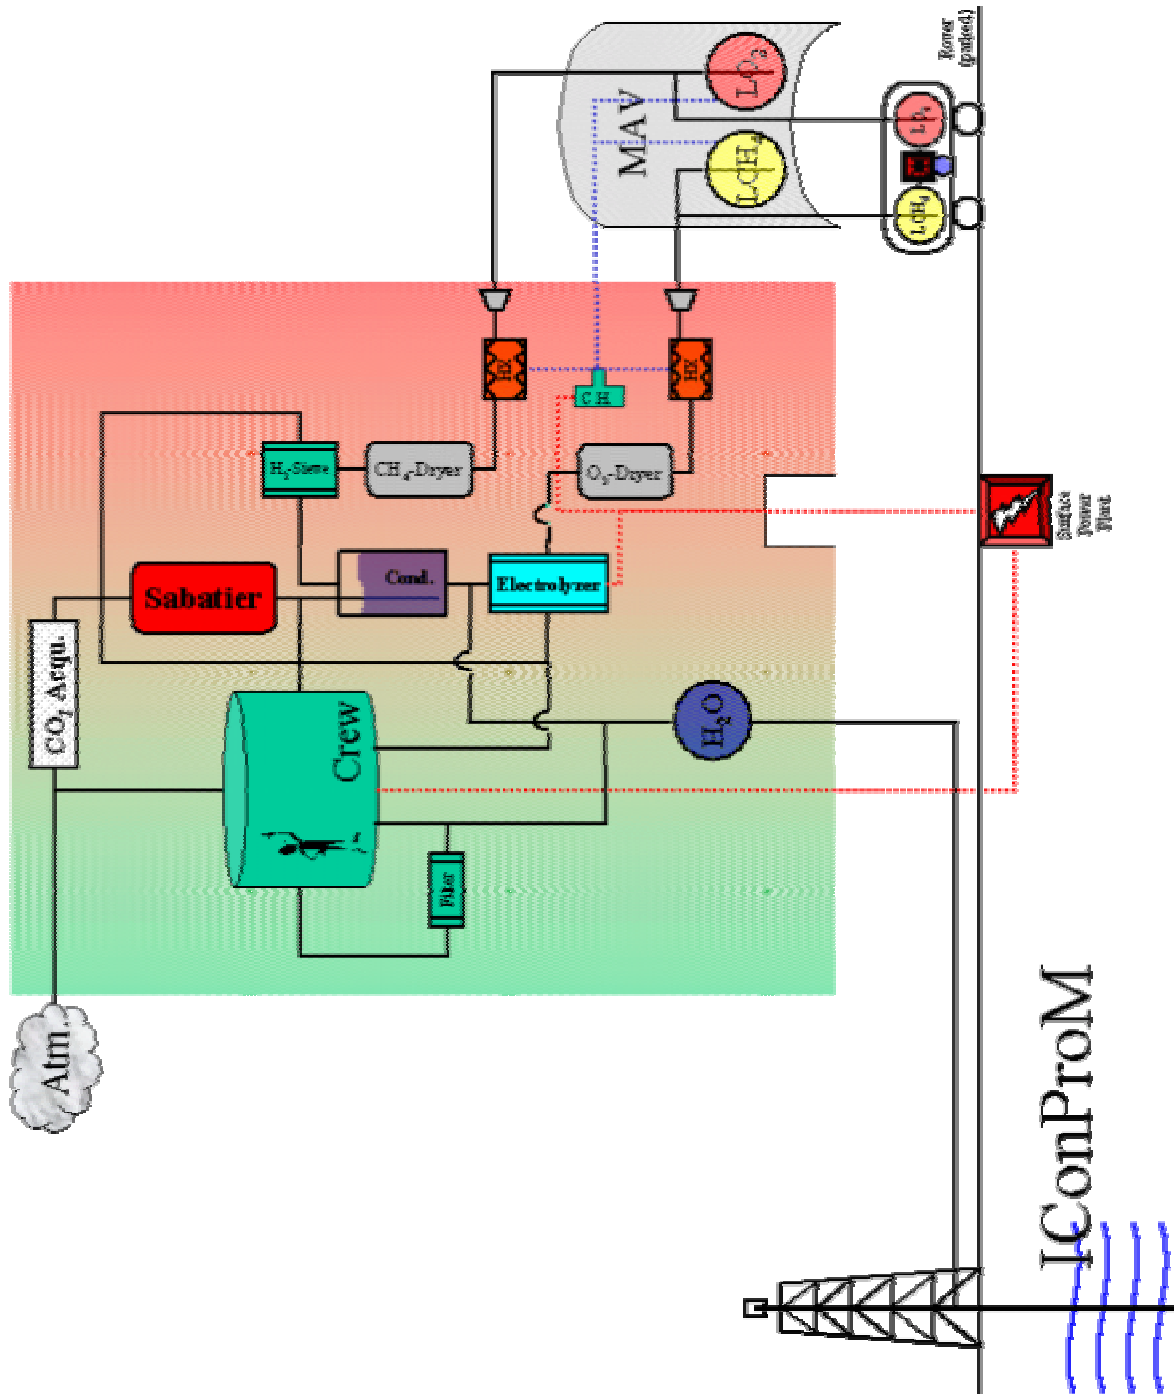 Rover
(parked)
LO₂
LCH₄
MAV
LO₂
LCH₄
HX
HX
C H
H₂-Sieve
CH₄-Dryer
O₂-Dryer
Surface
Power
Plant
Sabatier
Cond.
Electrolyzer
CO₂ Acqu.
Crew
H₂O
Filter
Atm.
IConProM